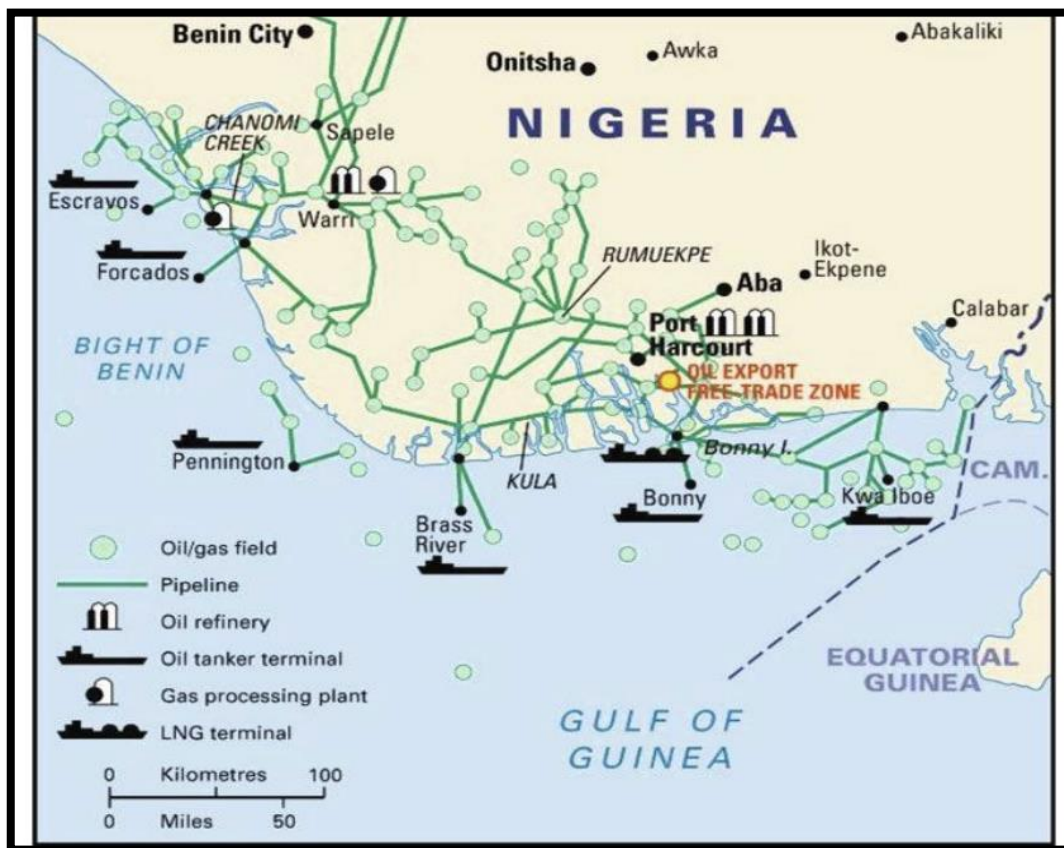 Benin City
Onitsha
Awka
Abakaliki
NIGERIA
CHANOMI
CREEK
Sapele
Escravos
Warri
Forcados
RUMUEKPE
Ikot-
Ekpene
Aba
Calabar
Port
Harcourt
BIGHT OF
BENIN
OIL EXPORT
FREE-TRADE ZONE
Pennington
KULA
Bonny I.
Bonny
Kwa Iboe
CAM.
Brass
River
Oil/gas field
Pipeline
Oil refinery
Oil tanker terminal
Gas processing plant
LNG terminal
EQUATORIAL
GUINEA
GULF OF
GUINEA
0 Kilometres 100
0 Miles 50